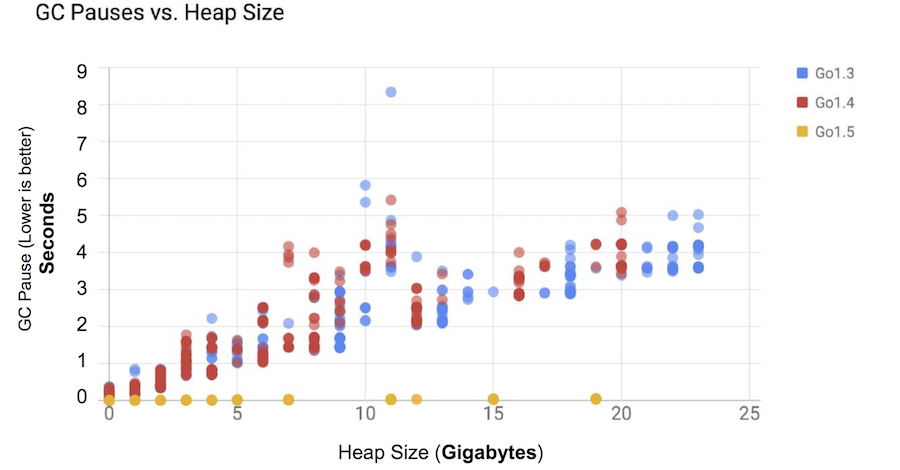 GC Pauses vs. Heap Size
GC Pause (Lower is better)
Seconds
9
8
7
6
5
4
3
2
1
0
0 5 10 15 20 25
Heap Size (Gigabytes)
Go1.3
Go1.4
Go1.5